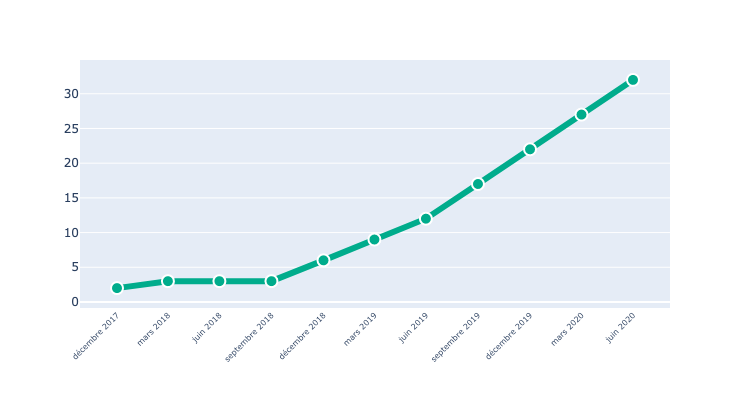 30
25
20
15
10
5
0
décembre 2017
mars 2018
juin 2018
septembre 2018
décembre 2018
mars 2019
juin 2019
septembre 2019
décembre 2019
mars 2020
juin 2020